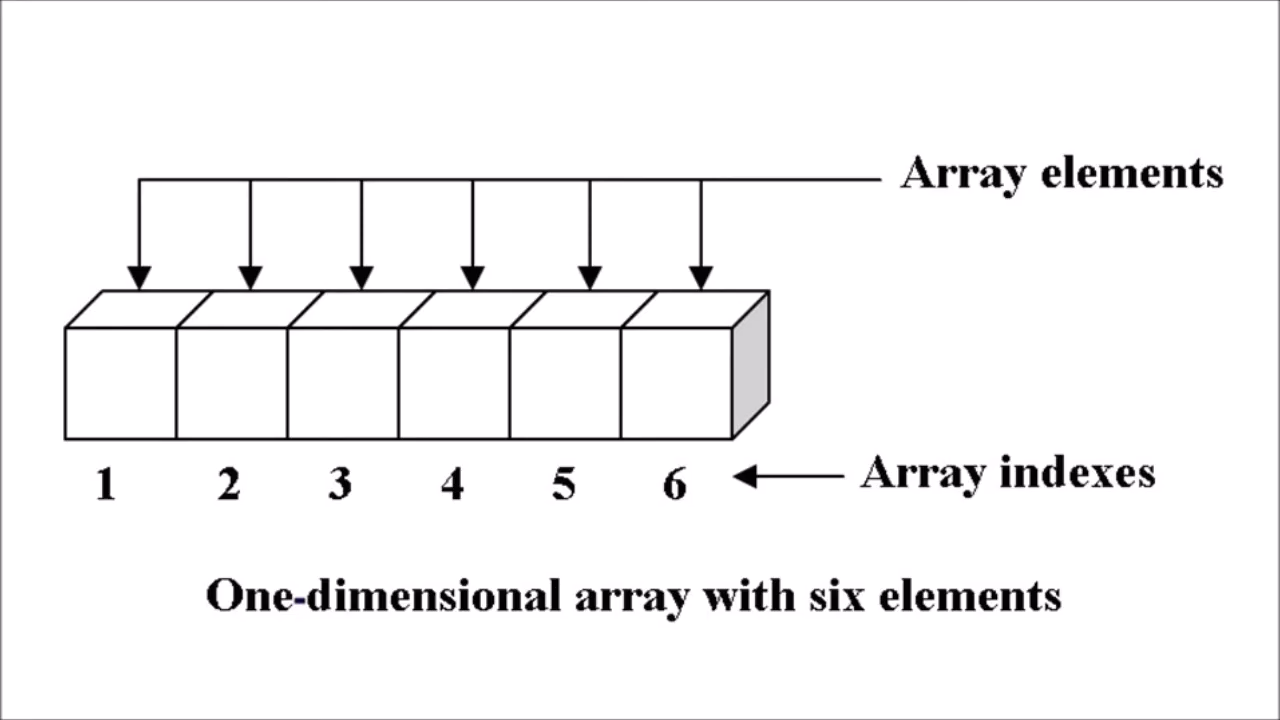 Array elements
1 2 3 4 5 6
Array indexes
One-dimensional array with six elements